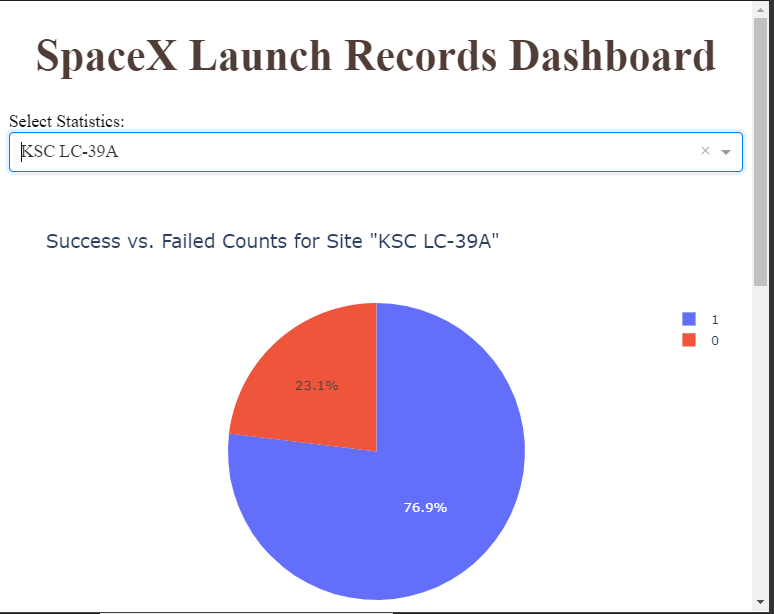 SpaceX Launch Records Dashboard
Select Statistics:
KSC LC-39A
Success vs. Failed Counts for Site "KSC LC-39A"
1
0
23.1%
76.9%